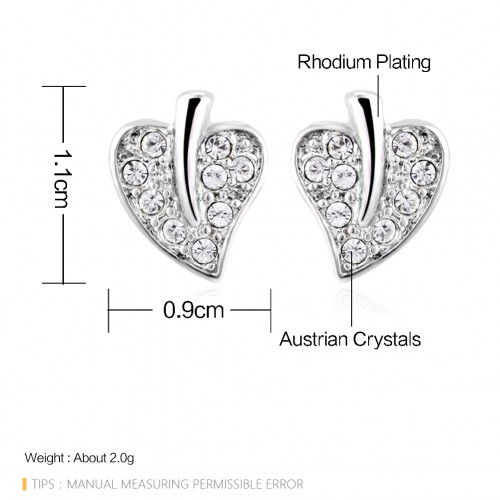 Rhodium Plating
1.1cm
0.9cm
Austrian Crystals
Weight : About 2.0g
TIPS : MANUAL MEASURING PERMISSIBLE ERROR